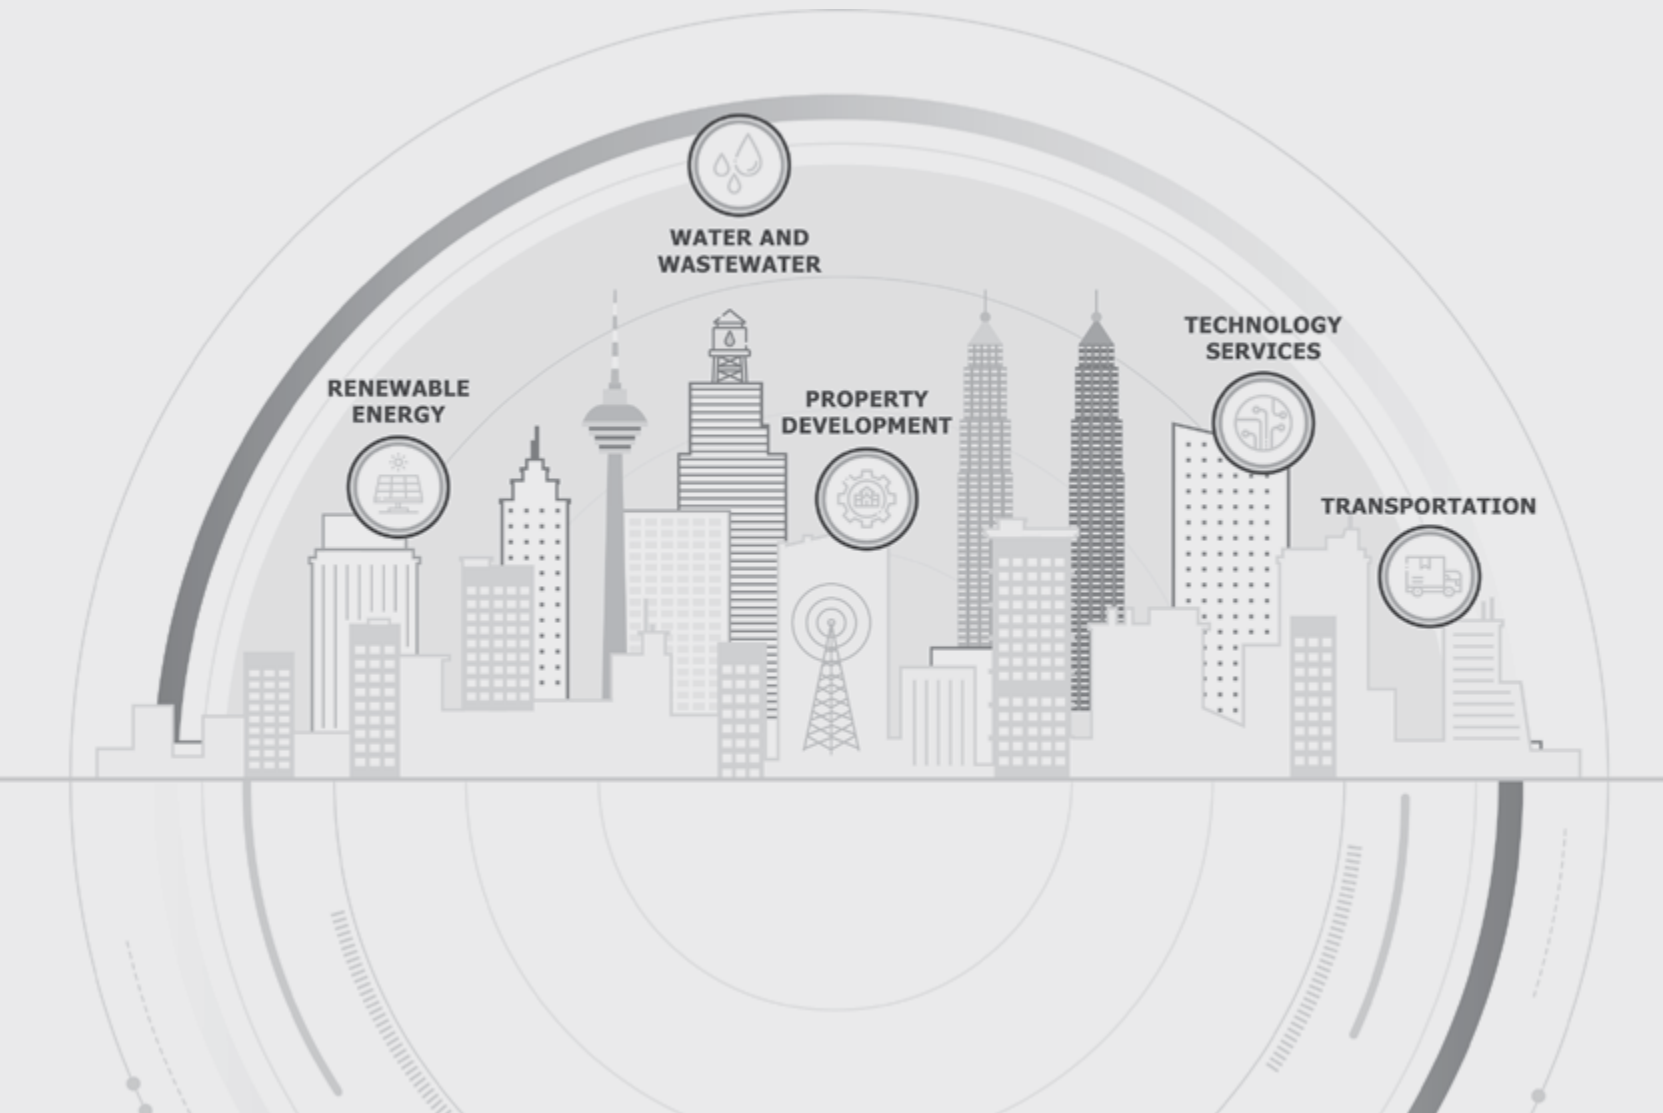 WATER AND
WASTEWATER
TECHNOLOGY
SERVICES
RENEWABLE
ENERGY
PROPERTY
DEVELOPMENT
TRANSPORTATION